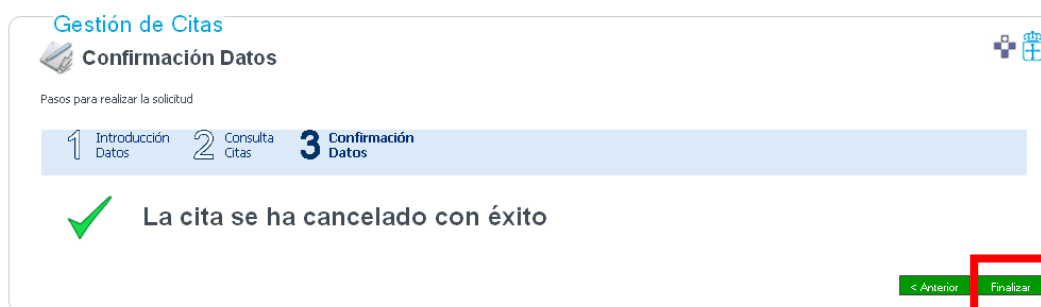 Gestión de Citas
Confirmación Datos
Pasos para realizar la solicitud
1 Introducción Datos
2 Consulta Citas
3 Confirmación Datos
La cita se ha cancelado con éxito
< Anterior
Finalizar